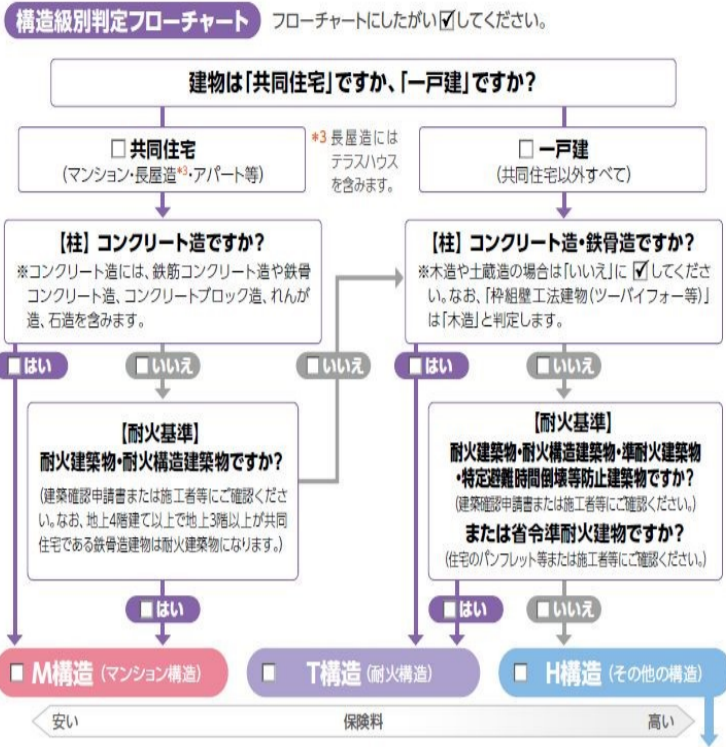 構造級別判定フローチャート フローチャートにしたがい☑してください。
建物は「共同住宅」ですか、「一戸建」ですか?
□ 共同住宅
(マンション・長屋造*3・アパート等)
*3 長屋造には
テラスハウス
を含みます。
□ 一戸建
(共同住宅以外すべて)
【柱】コンクリート造ですか?
※コンクリート造には、鉄筋コンクリート造や鉄骨
コンクリート造、コンクリートブロック造、れんが
造、石造を含みます。
【柱】コンクリート造・鉄骨造ですか?
※木造や土蔵造の場合は「いいえ」に ☑ してくださ
い。なお、「枠組壁工法建物(ツーバイフォー等)」
は「木造」と判定します。
□はい □いいえ □いいえ □はい □いいえ
【耐火基準】
耐火建築物・耐火構造建築物ですか?
(建築確認申請書または施工者等にご確認くださ
い。なお、地上4階建て以上で地上3階以上が共同
住宅である鉄骨造建物は耐火建築物になります。)
【耐火基準】
耐火建築物・耐火構造建築物・準耐火建築物
・特定避難時間倒壊等防止建築物ですか?
(建築確認申請書または施工者等にご確認ください。)
または省令準耐火建物ですか?
(住宅のパンフレット等または施工者等にご確認ください。)
□はい □はい □いいえ
□ M構造(マンション構造) □ T構造(耐火構造) □ H構造(その他の構造)
安い 保険料 高い